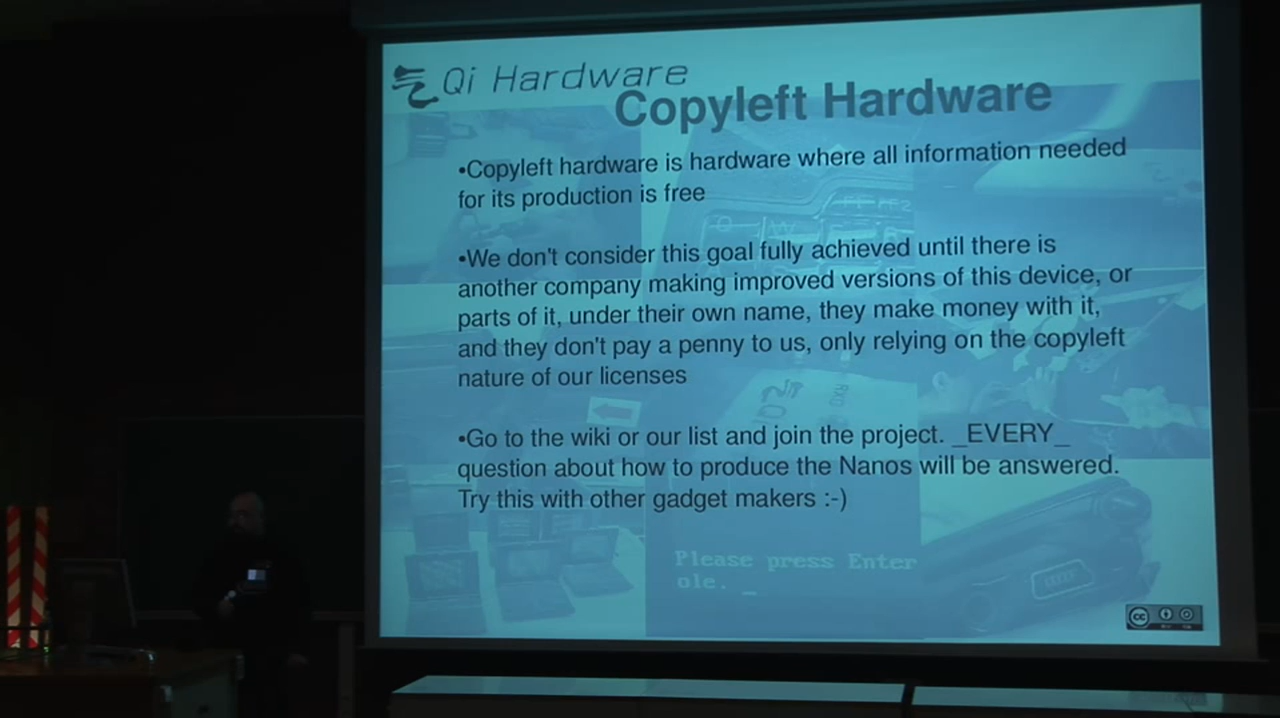 气 Qi Hardware
Copyleft Hardware
•Copyleft hardware is hardware where all information needed
for its production is free
•We don't consider this goal fully achieved until there is
another company making improved versions of this device, or
parts of it, under their own name, they make money with it,
and they don't pay a penny to us, only relying on the copyleft
nature of our licenses
•Go to the wiki or our list and join the project. _EVERY_
question about how to produce the Nanos will be answered.
Try this with other gadget makers :-)
Please press Enter
ole. _
cc